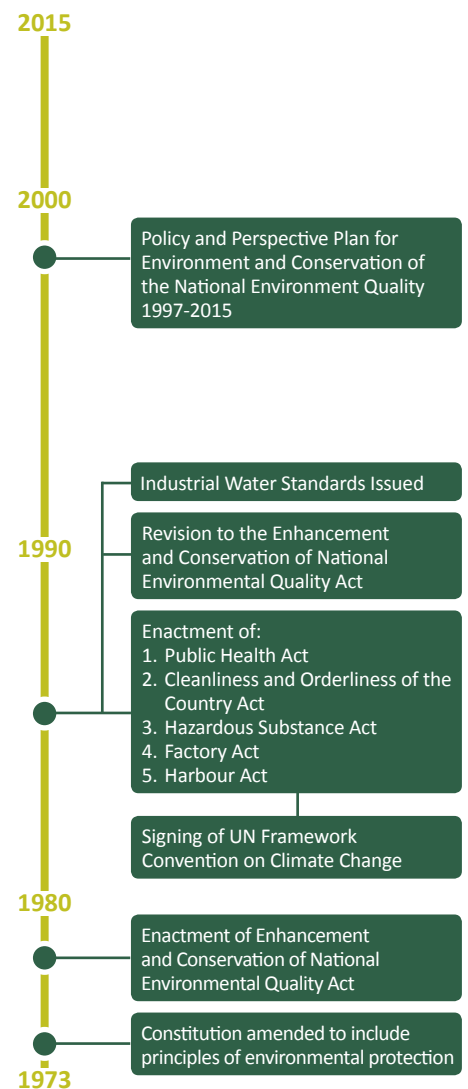 2015
2000
Policy and Perspective Plan for
Environment and Conservation of
the National Environment Quality
1997-2015
Industrial Water Standards Issued
1990
Revision to the Enhancement
and Conservation of National
Environmental Quality Act
Enactment of:
1. Public Health Act
2. Cleanliness and Orderliness of the
Country Act
3. Hazardous Substance Act
4. Factory Act
5. Harbour Act
Signing of UN Framework
Convention on Climate Change
1980
Enactment of Enhancement
and Conservation of National
Environmental Quality Act
Constitution amended to include
principles of environmental protection
1973